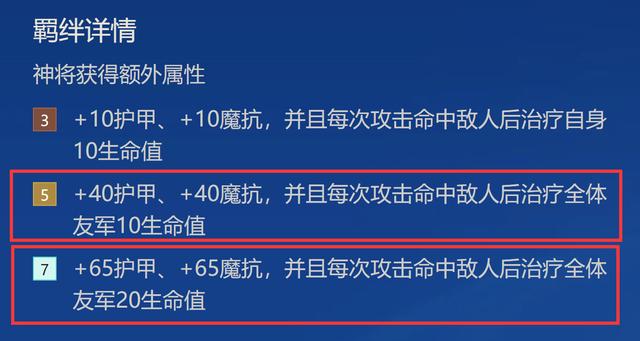 羁绊详情
神将获得额外属性
3 +10护甲、+10魔抗，并且每次攻击命中敌人后治疗自身
10生命值
5 +40护甲、+40魔抗，并且每次攻击命中敌人后治疗全体
友军10生命值
7 +65护甲、+65魔抗，并且每次攻击命中敌人后治疗全体
友军20生命值